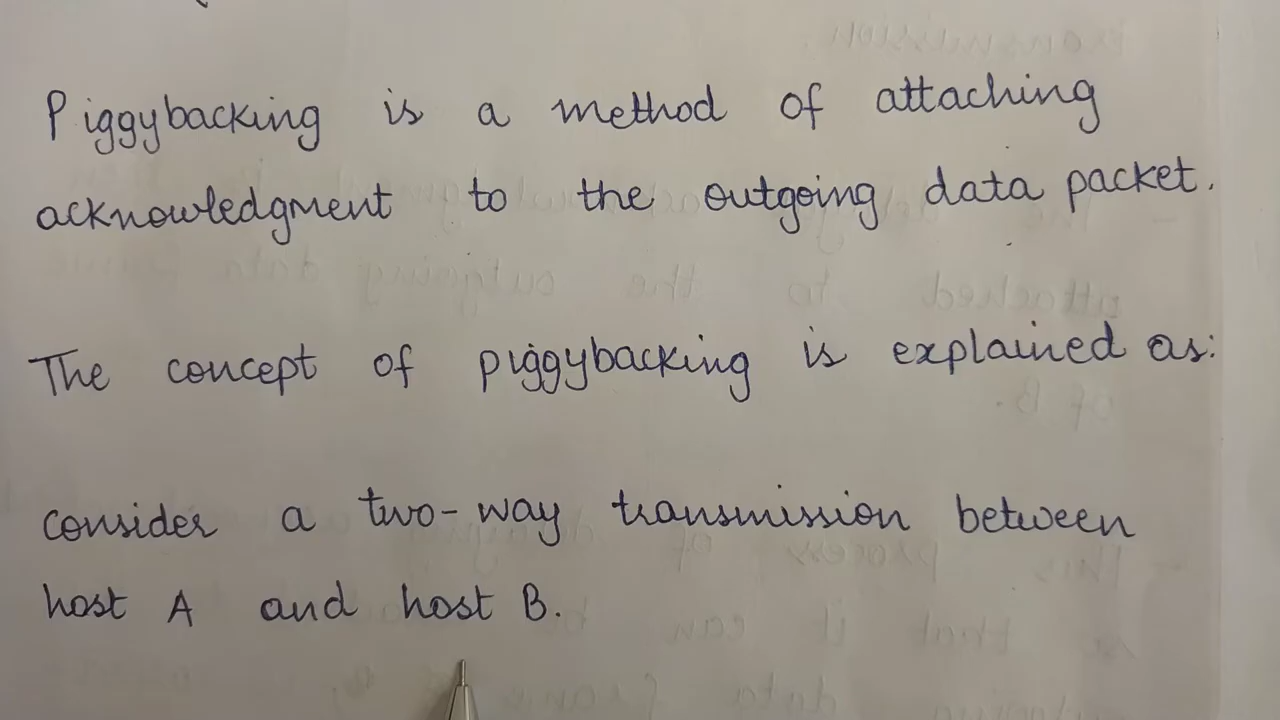 Piggybacking is a method of attaching
acknowledgment to the outgoing data packet.
The concept of piggybacking is explained as:
consider a two-way transmission between
host A and host B.